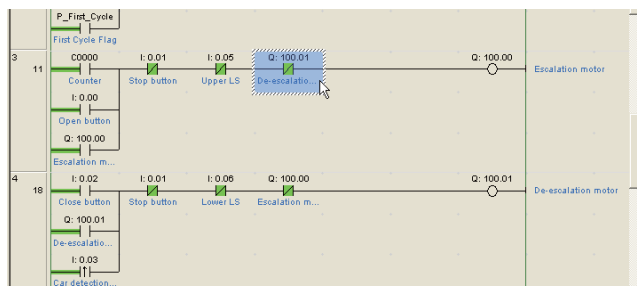 P_First_Cycle
First Cycle Flag
3
11
C0000
I: 0.01
I: 0.05
Q: 100.01
Q: 100.00
Counter
Stop button
Upper LS
De-escalatio...
Escalation motor
I: 0.00
Open button
Q: 100.00
Escalation m...
4
18
I: 0.02
I: 0.01
I: 0.06
Q: 100.00
Q: 100.01
Close button
Stop button
Lower LS
Escalation m...
De-escalation motor
Q: 100.01
De-escalatio...
I: 0.03
Car detection...